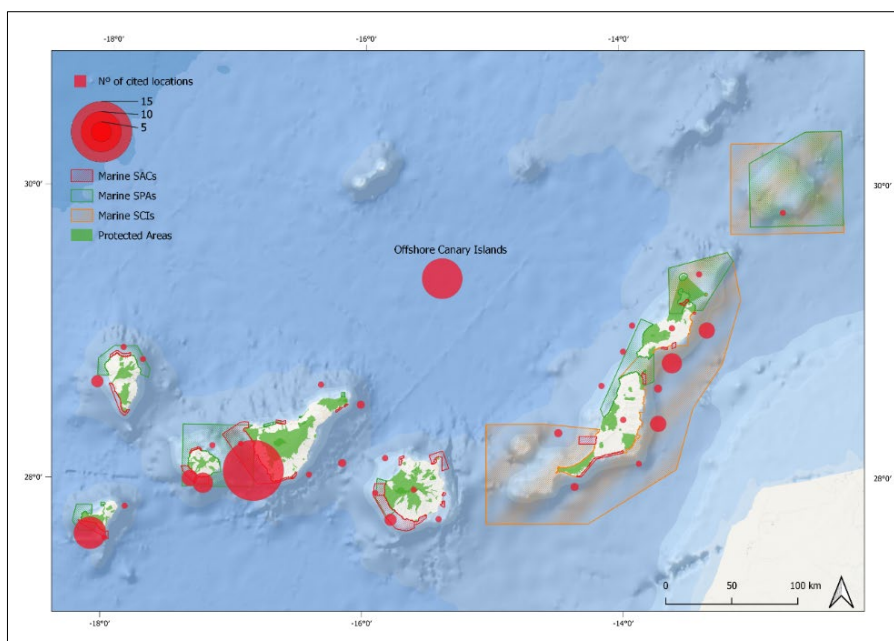 -18°0' -16°0' -14°0'
Nº of cited locations
15
10
5
Marine SACs
Marine SPAs
Marine SCIs
Protected Areas
30°0' 30°0'
Offshore Canary Islands
28°0' 28°0'
0 50 100 km
-18°0' -16°0' -14°0'